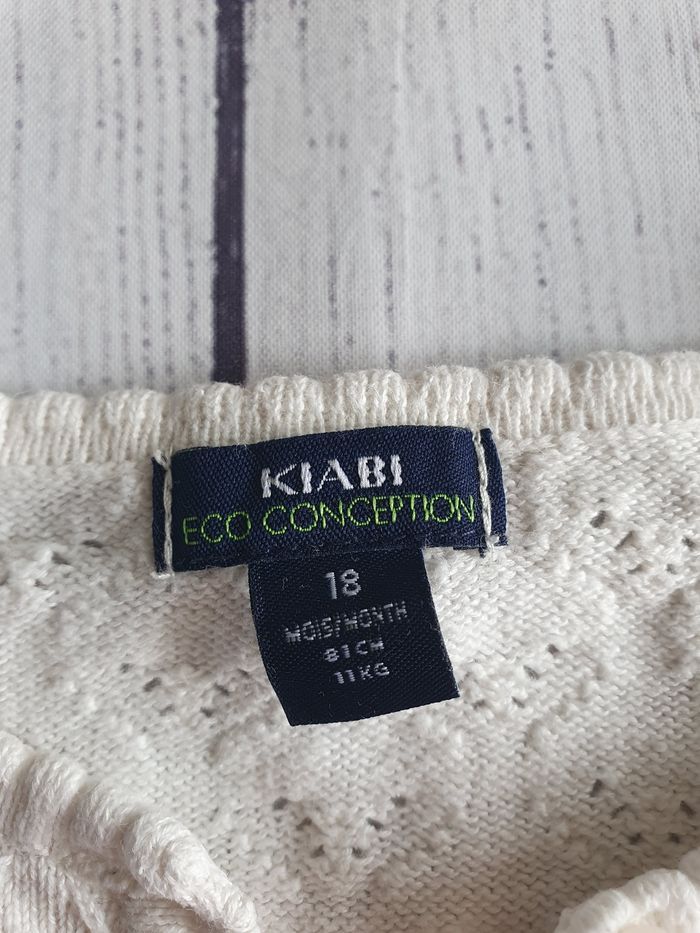 KIABI
ECO CONCEPTION
18
MOIS/MONTH
81CM
11KG